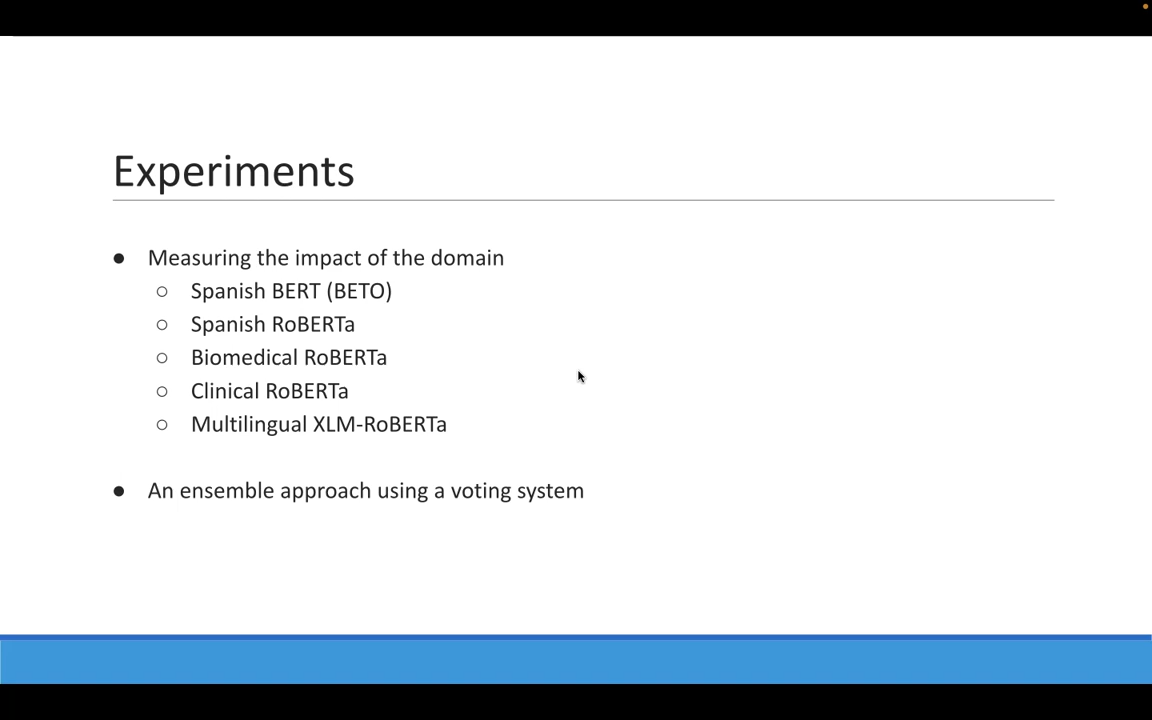 Experiments
● Measuring the impact of the domain
○ Spanish BERT (BETO)
○ Spanish RoBERTa
○ Biomedical RoBERTa
○ Clinical RoBERTa
○ Multilingual XLM-RoBERTa
● An ensemble approach using a voting system